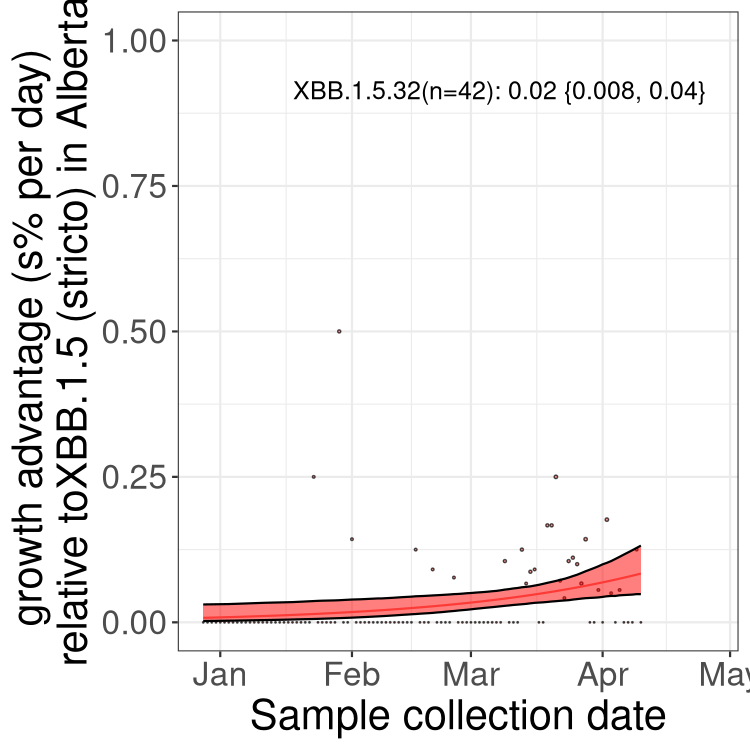 growth advantage (s% per day)
relative toXBB.1.5 (stricto) in Alberta
1.00
0.75
0.50
0.25
0.00
XBB.1.5.32(n=42): 0.02 {0.008, 0.04}
Jan Feb Mar Apr May
Sample collection date